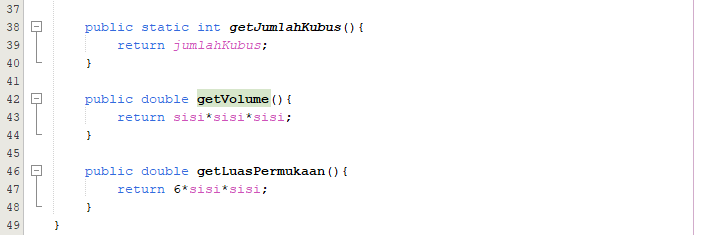 37
38 public static int getJumlahKubus(){
39 return jumlahKubus;
40 }
41
42 public double getVolume(){
43 return sisi*sisi*sisi;
44 }
45
46 public double getLuasPermukaan(){
47 return 6*sisi*sisi;
48 }
49 }